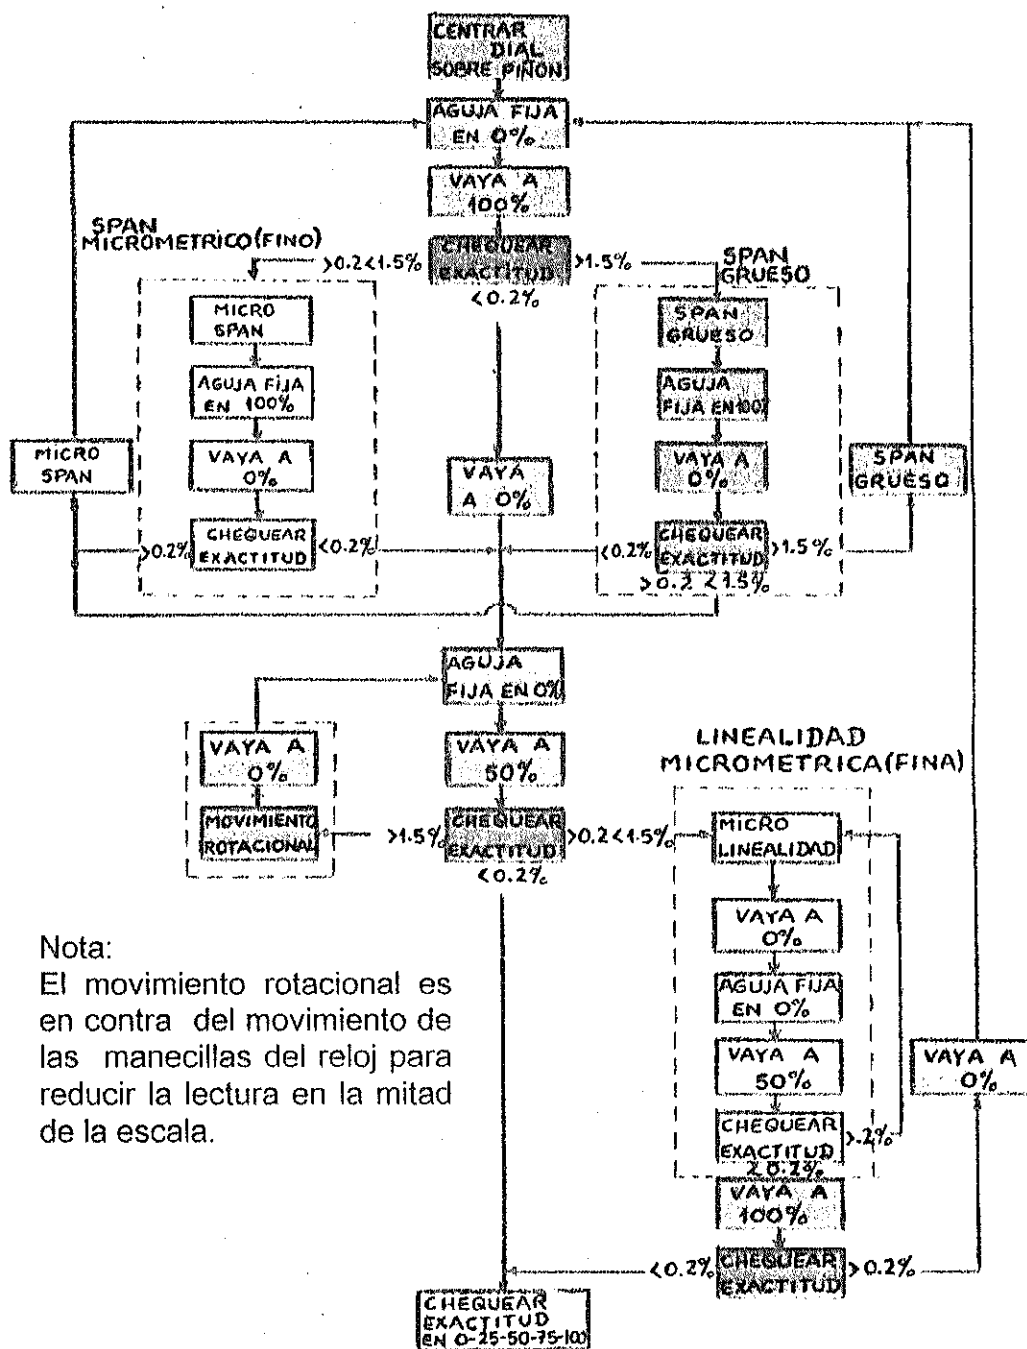 CENTRAR
DIAL
SOBRE PIÑON
AGUJA FIJA
EN 0%
VAYA A
100%
SPAN
MICROMETRICO (FINO)
>0.2<1.5%
CHEQUEAR
EXACTITUD
>1.5%
<0.2%
SPAN
GRUESO
MICRO
SPAN
AGUJA FIJA
EN 100%
VAYA A
0%
>0.2%
CHEQUEAR
EXACTITUD
<0.2%
MICRO
SPAN
VAYA
A 0%
SPAN
GRUESO
AGUJA
FIJA EN 100%
VAYA A
0%
<0.2%
CHEQUEAR
EXACTITUD
>1.5%
>0.2 <1.5%
SPAN
GRUESO
AGUJA
FIJA EN 0%
VAYA A
0%
MOVIMIENTO
ROTACIONAL
VAYA A
50%
>1.5%
CHEQUEAR
EXACTITUD
>0.2<1.5%
<0.2%
LINEALIDAD
MICROMETRICA (FINA)
MICRO
LINEALIDAD
VAYA A
0%
AGUJA FIJA
EN 0%
VAYA A
50%
CHEQUEAR
EXACTITUD
>.2%
<0.2%
VAYA A
0%
VAYA A
100%
<0.2%
CHEQUEAR
EXACTITUD
>0.2%
Nota:
El movimiento rotacional es
en contra del movimiento de
las manecillas del reloj para
reducir la lectura en la mitad
de la escala.
CHEQUEAR
EXACTITUD
EN 0-25-50-75-100